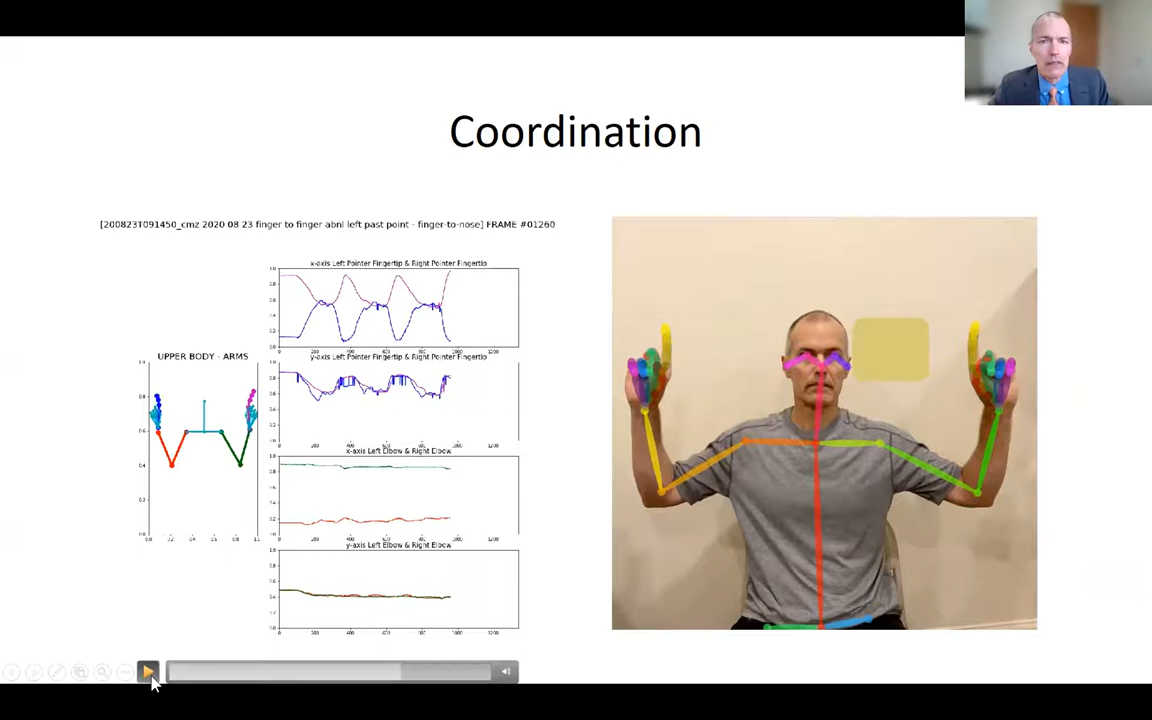 Coordination
[200823T091450_cmz 2020 08 23 finger to finger abnl left past point - finger-to-nose] FRAME #01260
x-axis Left Pointer Fingertip & Right Pointer Fingertip
y-axis Left Pointer Fingertip & Right Pointer Fingertip
UPPER BODY - ARMS
x-axis Left Elbow & Right Elbow
y-axis Left Elbow & Right Elbow